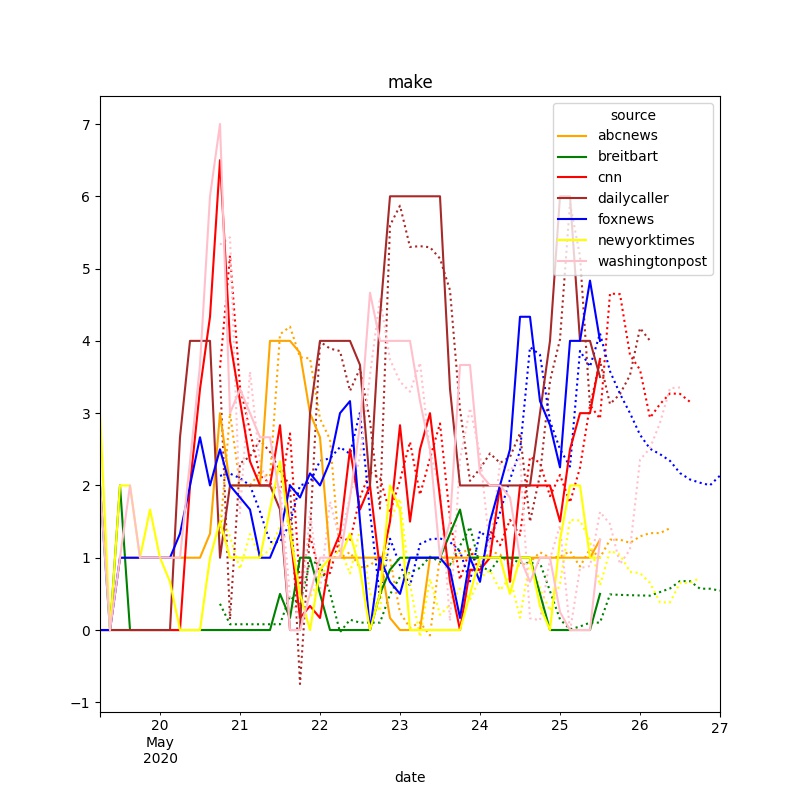 make
source
abcnews
breitbart
cnn
dailycaller
foxnews
newyorktimes
washingtonpost
7
6
5
4
3
2
1
0
−1
20 21 22 23 24 25 26 27
May
2020
date